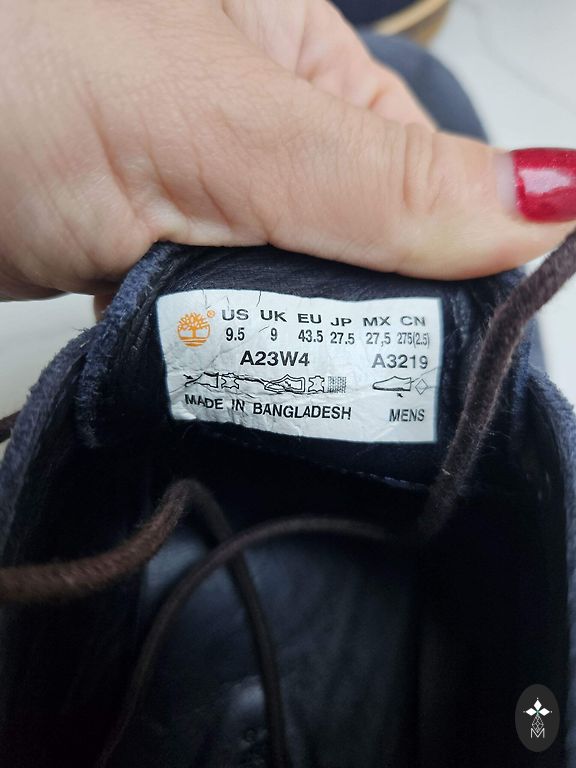 ® US UK EU JP MX CN
9.5 9 43.5 27.5 27,5 275(2.5)
A23W4 A3219
MADE IN BANGLADESH MENS
M